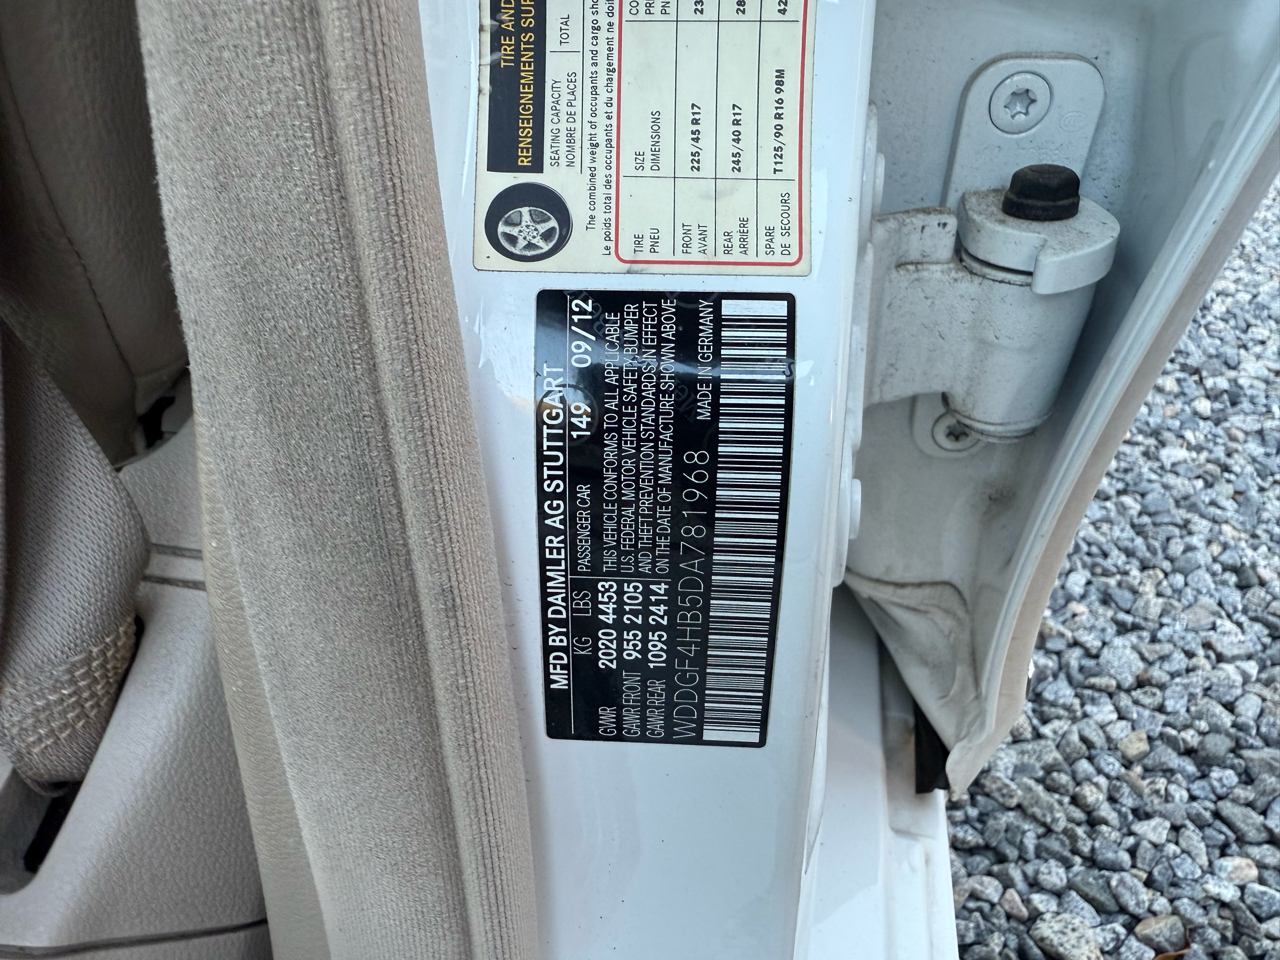 TIRE AND
RENSEIGNEMENTS SUR
SEATING CAPACITY
NOMBRE DE PLACES
TOTAL
The combined weight of occupants and cargo
Le poids total des occupants et du chargement ne
TIRE
PNEU
SIZE
DIMENSIONS
FRONT
AVANT
225/45 R17
REAR
ARRIÈRE
245/40 R17
SPARE
DE SECOURS
T125/90 R16 98M
MFD BY DAIMLER AG STUTTGART
KG LBS PASSENGER CAR 149 09/12
GWR 2020 4453 THIS VEHICLE CONFORMS TO ALL APPLICABLE
GAWR FRONT 955 2105 U.S. FEDERAL MOTOR VEHICLE SAFETY, BUMPER
AND THEFT PREVENTION STANDARDS IN EFFECT
GAWR REAR 1095 2414 ON THE DATE OF MANUFACTURE SHOWN ABOVE
WDDGF4HB5DA781968 MADE IN GERMANY